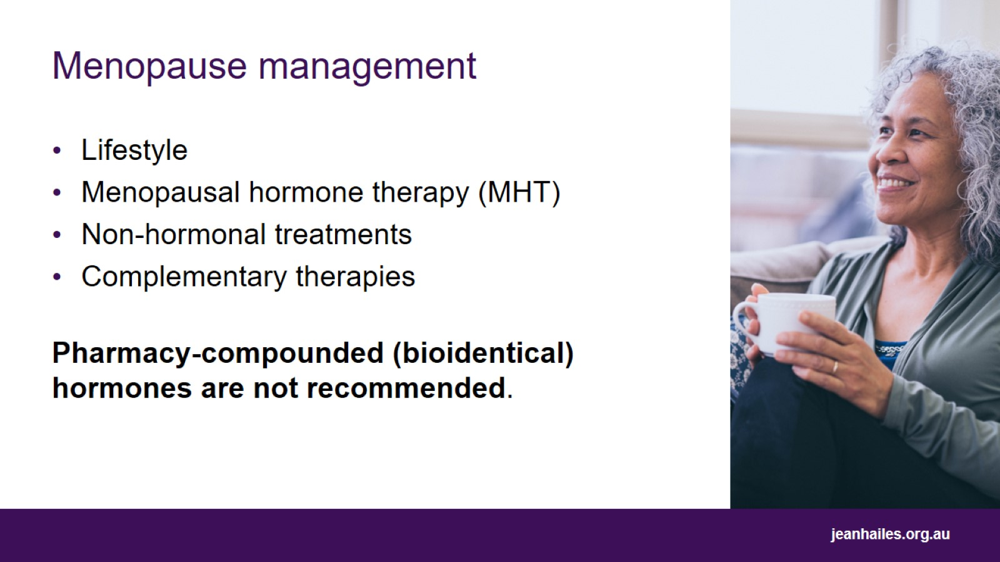 Menopause management
• Lifestyle
• Menopausal hormone therapy (MHT)
• Non-hormonal treatments
• Complementary therapies
Pharmacy-compounded (bioidentical)
hormones are not recommended.
jeanhailes.org.au